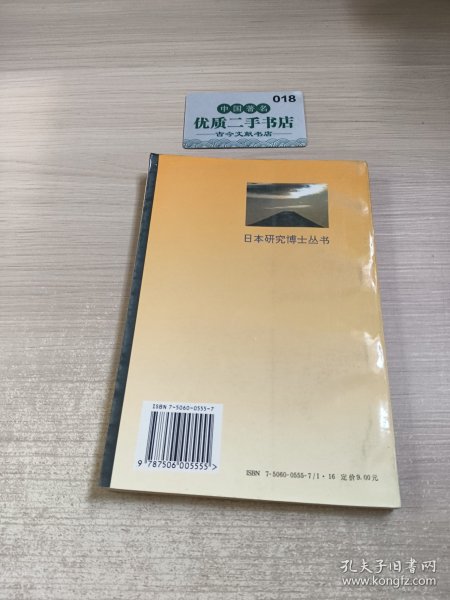 018
中国著名
优质二手书店
古今文献书店
日本研究博士丛书
ISBN 7-5060-0555-7
9 787506 005555 >
ISBN 7-5060-0555-7/I·16 定价9.00元
孔夫子旧书网
www.kongfz.com